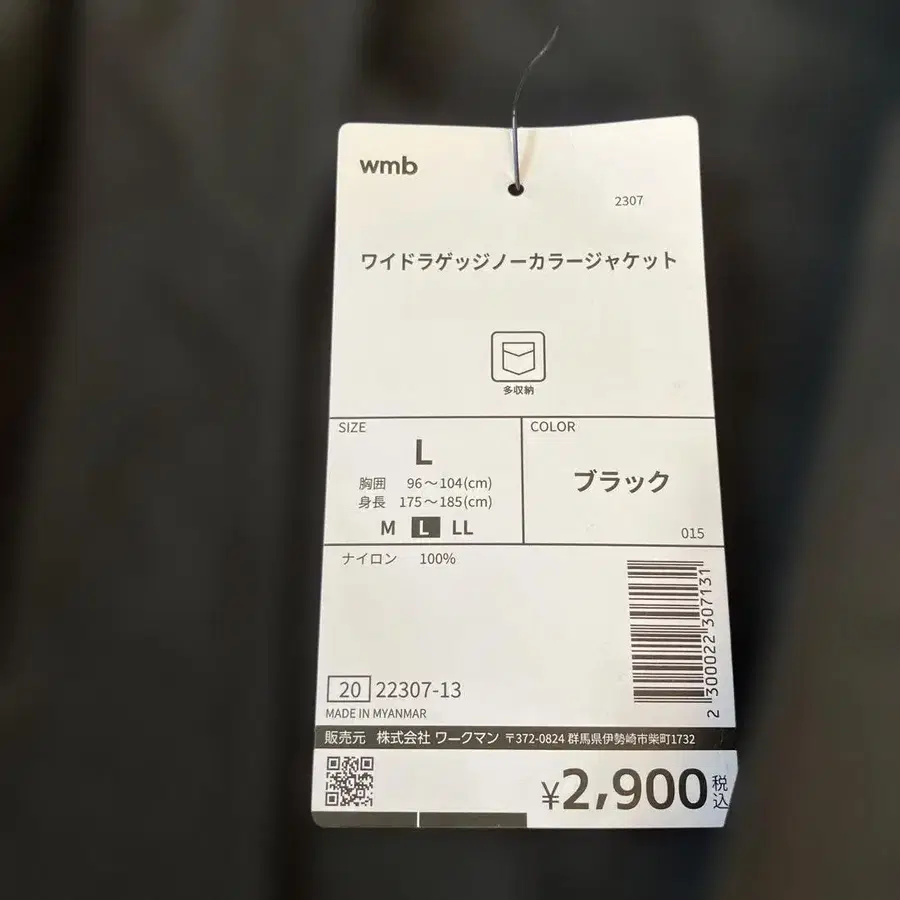 wmb
2307
ワイドラゲッジノーカラージャケット
多収納
SIZE
L
胸囲 96〜104(cm)
身長 175〜185(cm)
M L LL
COLOR
ブラック
015
ナイロン 100%
2 300022 307131
20 22307-13
MADE IN MYANMAR
販売元 株式会社 ワークマン 〒372-0824 群馬県伊勢崎市柴町1732
¥2,900税込